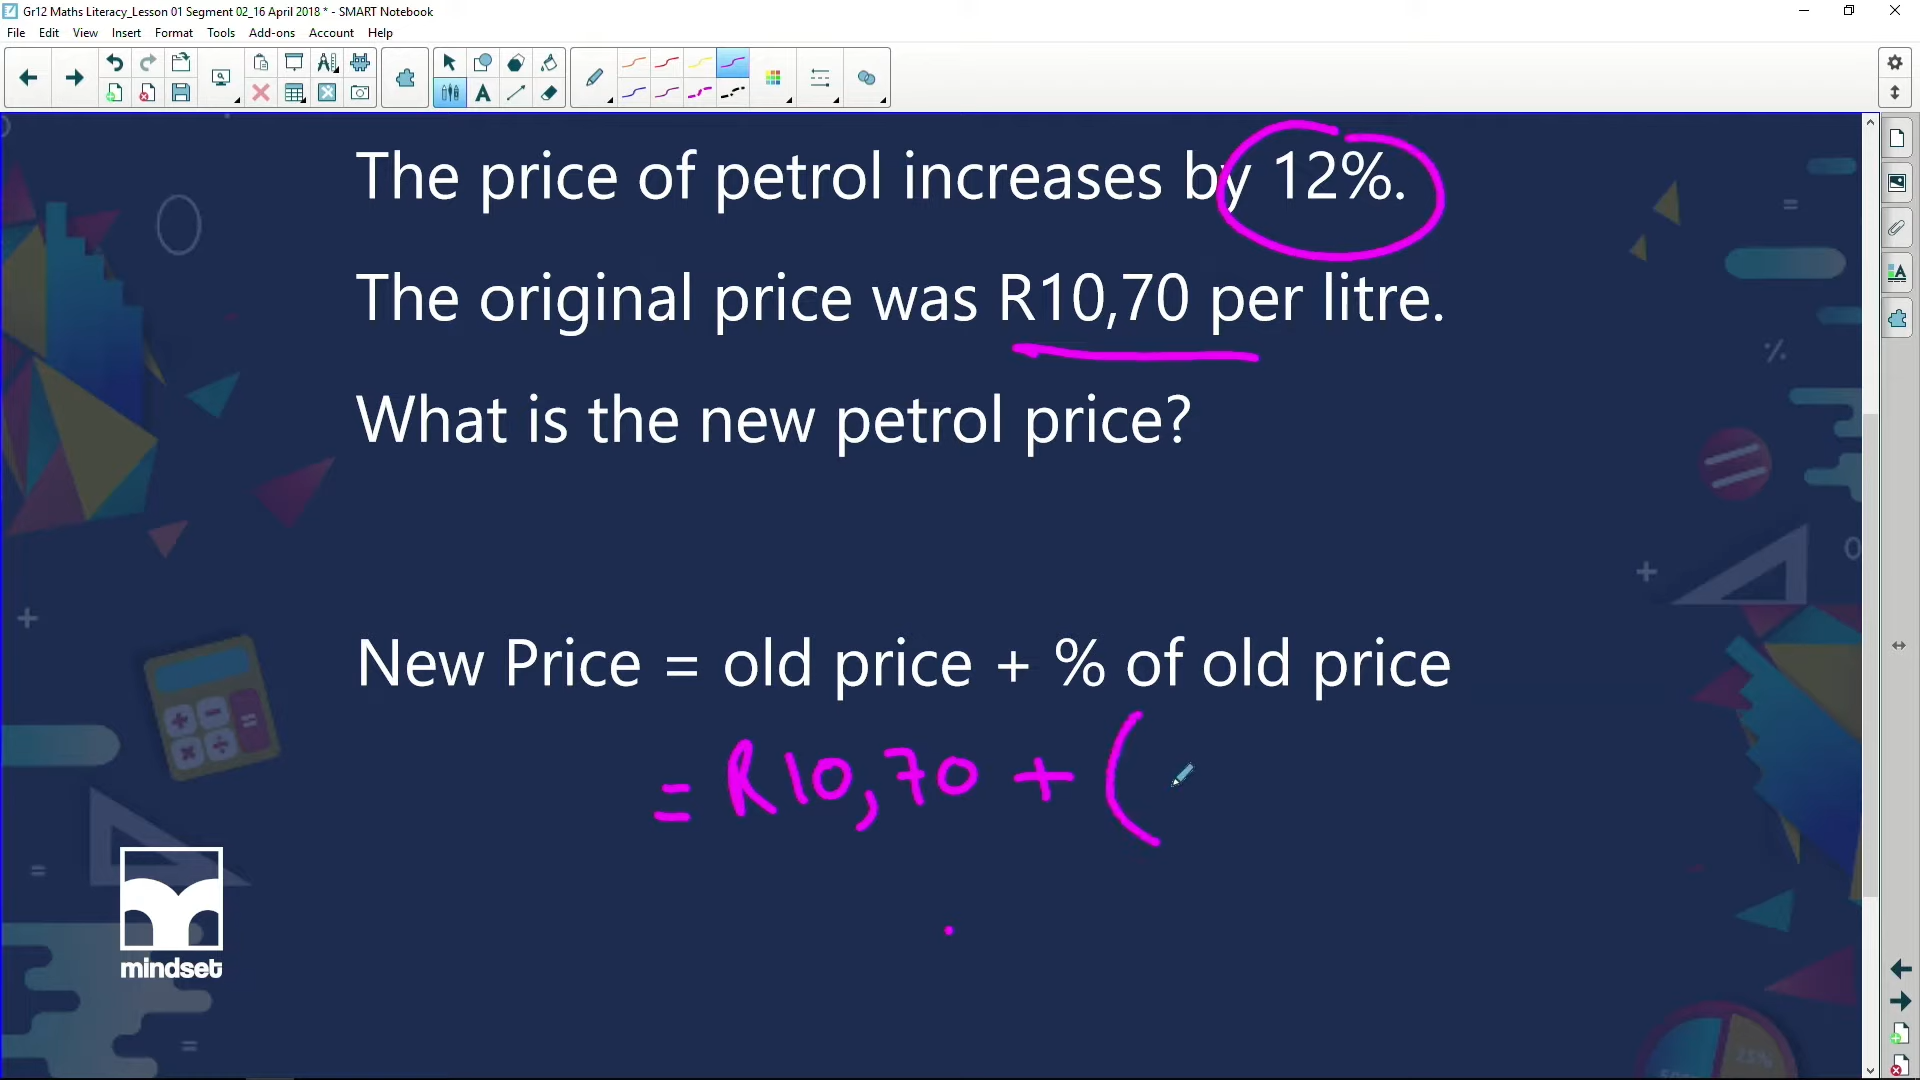 Gr12 Maths Literacy_Lesson 01 Segment 02_16 April 2018 * - SMART Notebook
File Edit View Insert Format Tools Add-ons Account Help
The price of petrol increases by 12%.
The original price was R10,70 per litre.
What is the new petrol price?
New Price = old price + % of old price
= R10,70 + (
mindset
25%